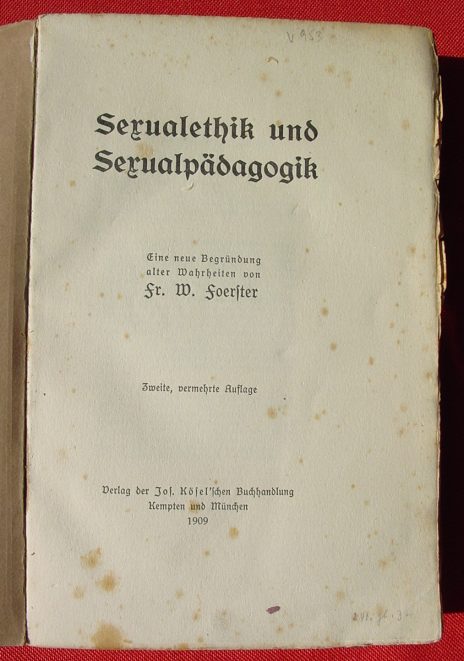 v 953
Sexualethik und
Sexualpädagogik
Eine neue Begründung
alter Wahrheiten von
Fr. W. Foerster
Zweite, vermehrte Auflage
Verlag der Jos. Kösel'schen Buchhandlung
Kempten und München
1909